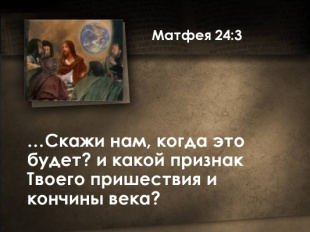 Матфея 24:3
…Скажи нам, когда это
будет? и какой признак
Твоего пришествия и
кончины века?